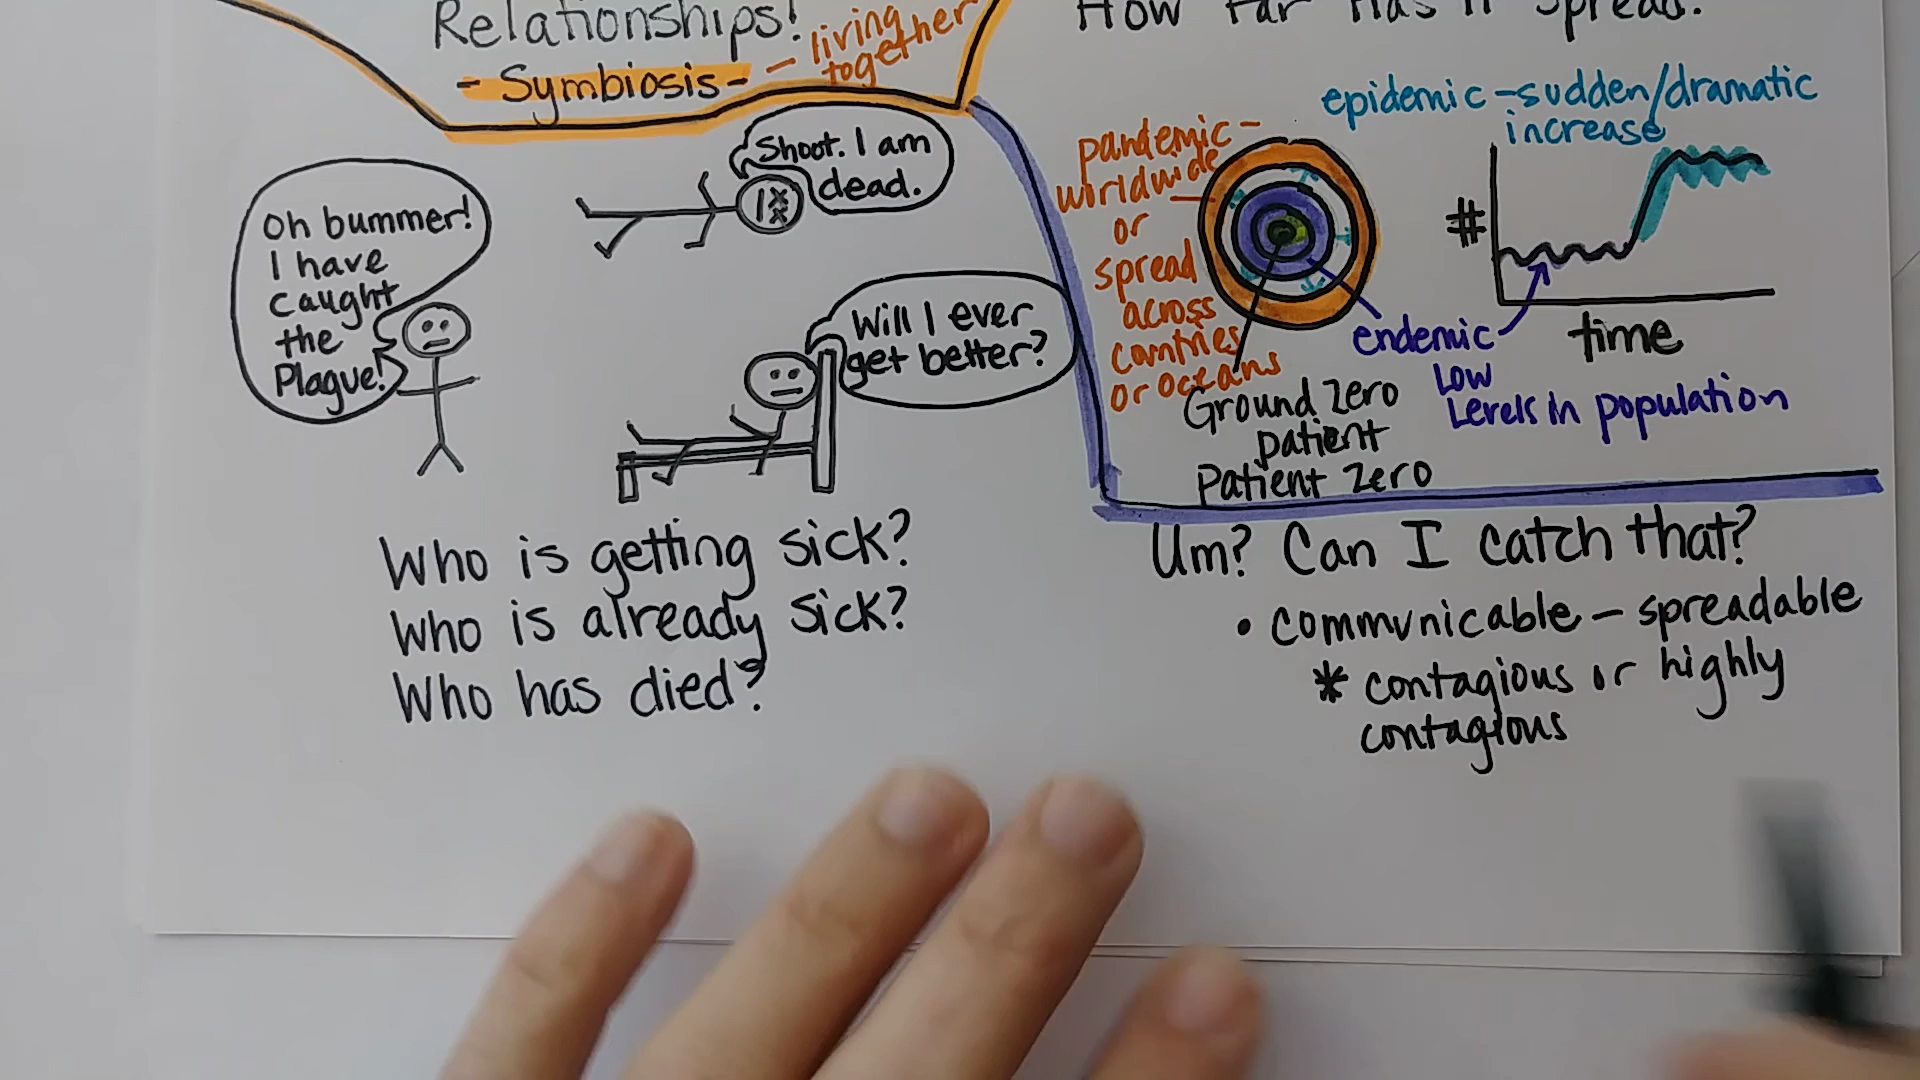 Relationships!
- Symbiosis -
- living
together
How far has it spread?
Shoot. I am
dead.
Oh bummer!
I have
caught
the
Plague!
Will I ever
get better?
Who is getting sick?
Who is already sick?
Who has died?
epidemic - sudden/dramatic
increase
pandemic -
worldwide
or
spread
across
countries
or oceans
#
time
endemic
Low
Levels in population
Ground Zero
patient
Patient Zero
Um? Can I catch that?
• communicable - spreadable
* contagious or highly
contagious